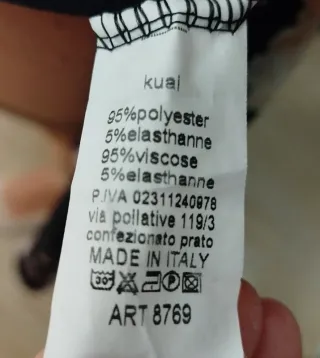 kuai
95%polyester
5%elasthanne
95%viscose
5%elasthanne
P.IVA 02311240978
via pollative 119/3
confezionato prato
MADE IN ITALY
30° P
ART 8769